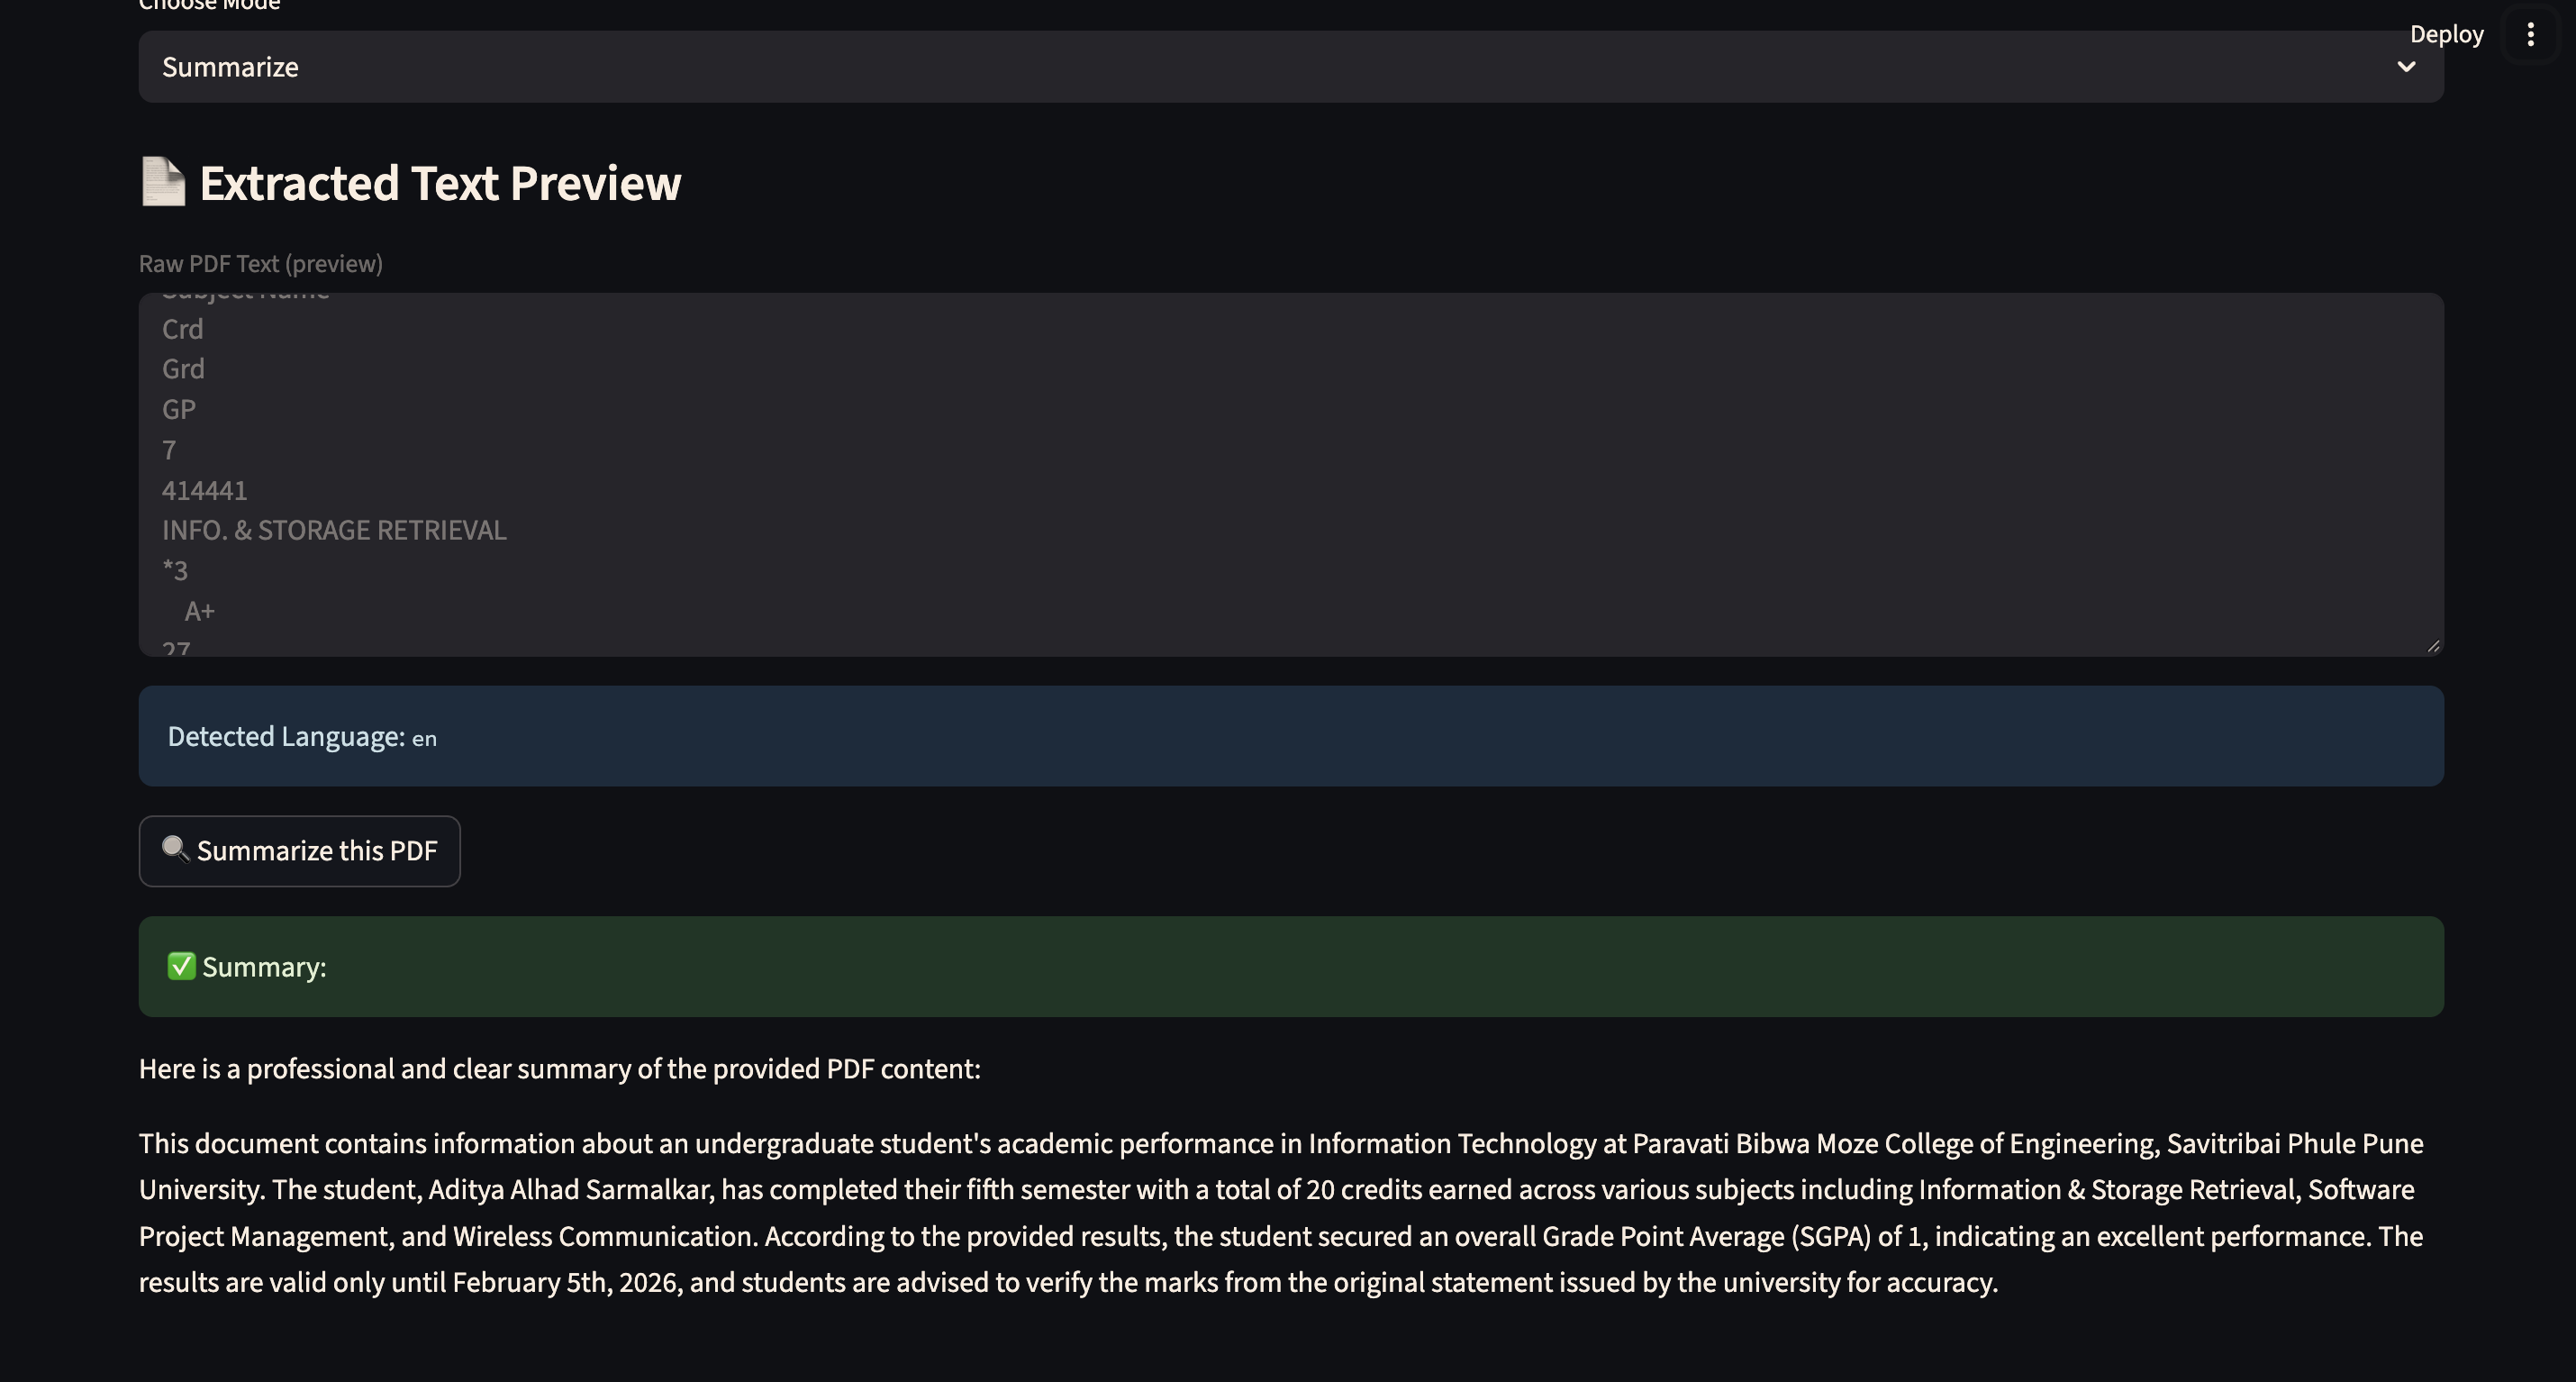 Choose Mode
Deploy
Summarize
Extracted Text Preview
Raw PDF Text (preview)
Subject Name
Crd
Grd
GP
7
414441
INFO. & STORAGE RETRIEVAL
*3
A+
27
Detected Language: en
Summarize this PDF
Summary:
Here is a professional and clear summary of the provided PDF content:
This document contains information about an undergraduate student's academic performance in Information Technology at Paravati Bibwa Moze College of Engineering, Savitribai Phule Pune
University. The student, Aditya Alhad Sarmalkar, has completed their fifth semester with a total of 20 credits earned across various subjects including Information & Storage Retrieval, Software
Project Management, and Wireless Communication. According to the provided results, the student secured an overall Grade Point Average (SGPA) of 1, indicating an excellent performance. The
results are valid only until February 5th, 2026, and students are advised to verify the marks from the original statement issued by the university for accuracy.